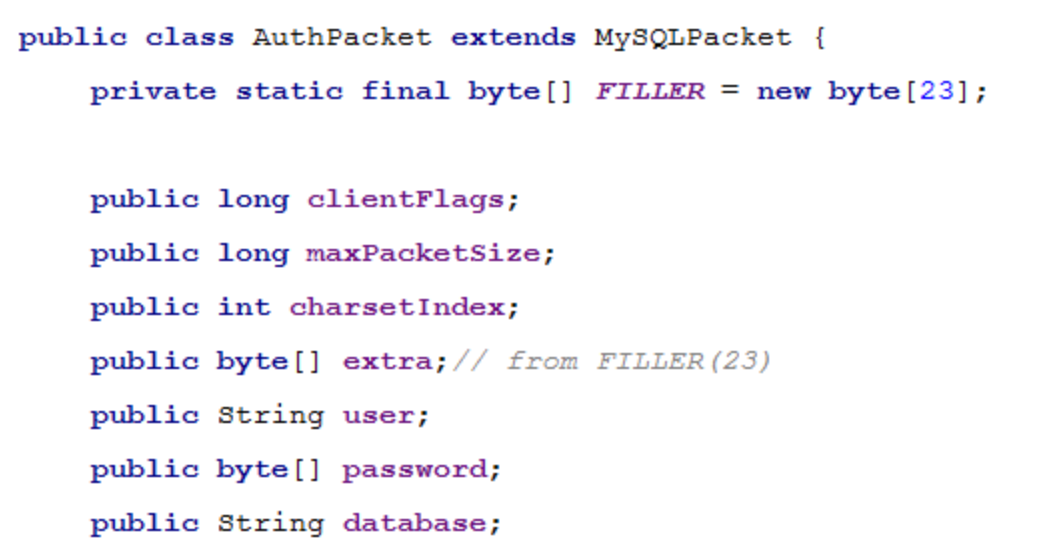 public class AuthPacket extends MySQLPacket {
private static final byte[] FILLER = new byte[23];
public long clientFlags;
public long maxPacketSize;
public int charsetIndex;
public byte[] extra;// from FILLER(23)
public String user;
public byte[] password;
public String database;